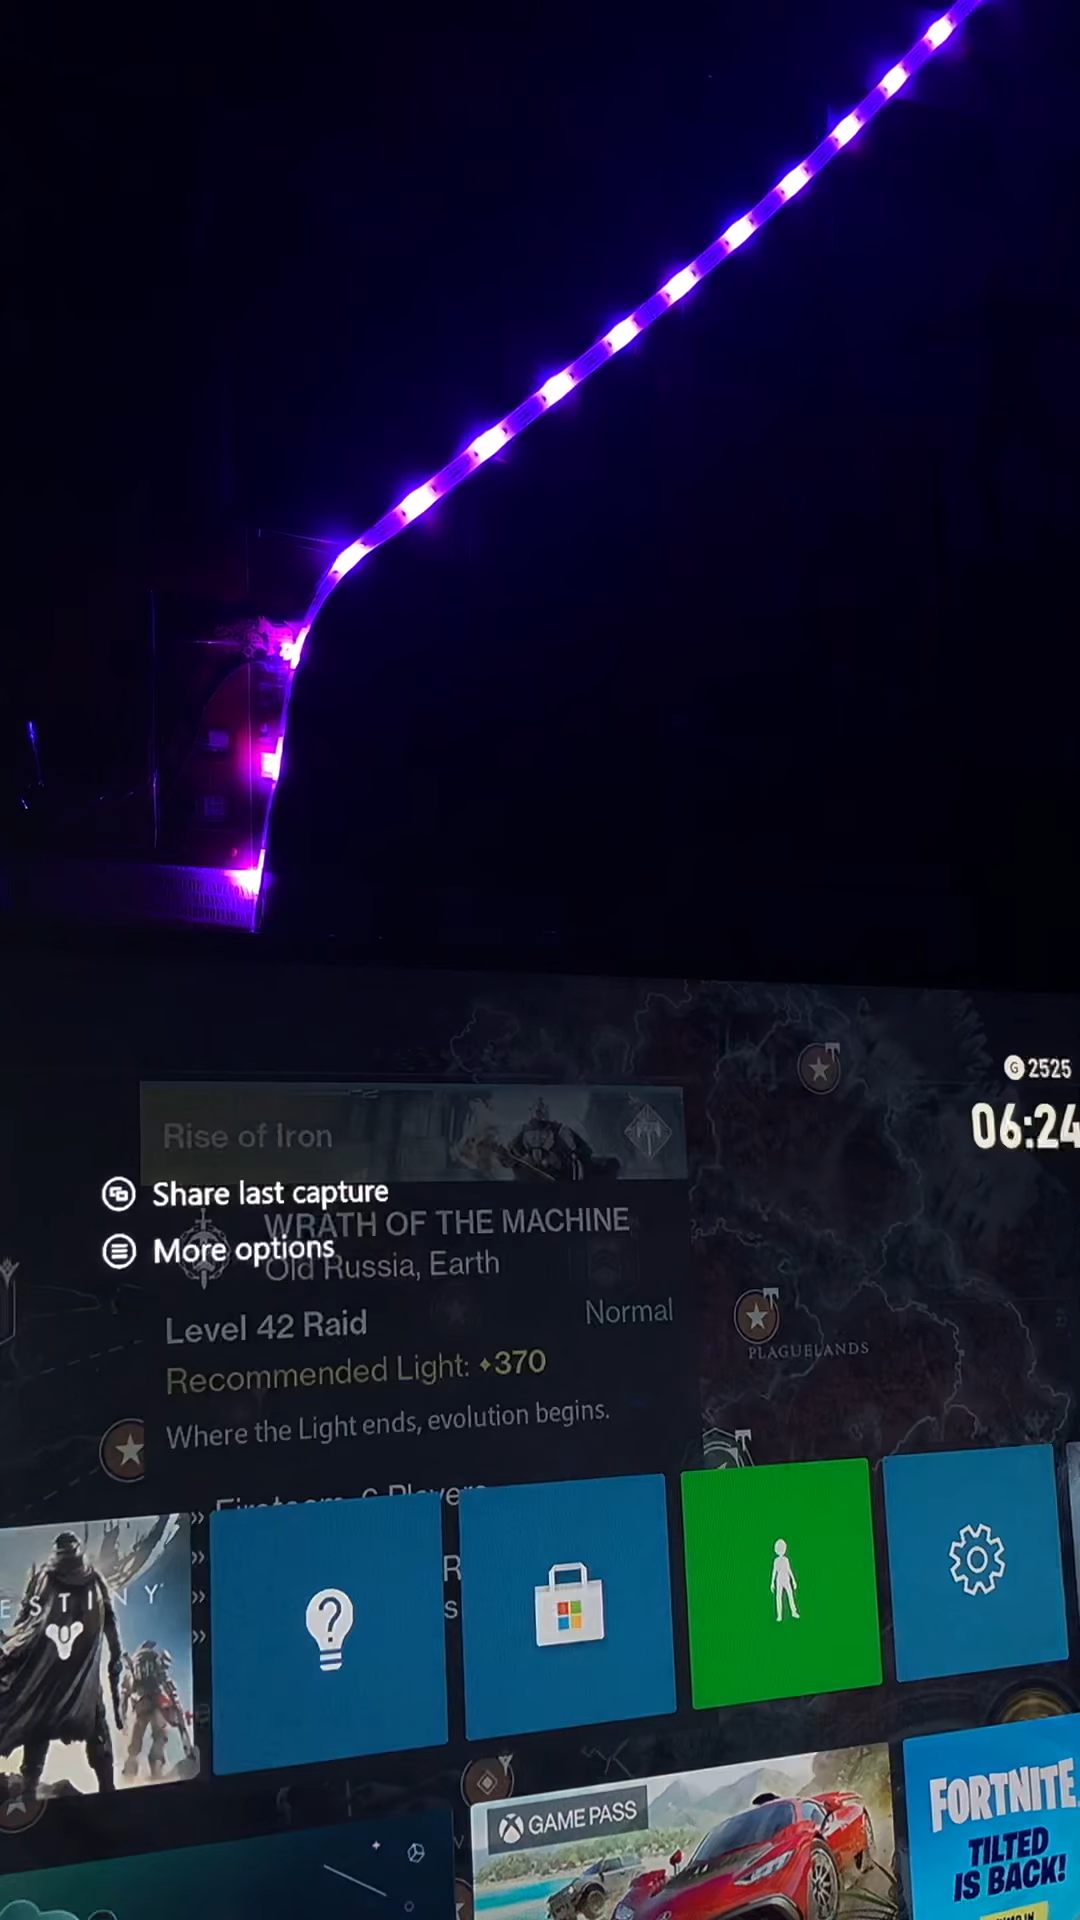 G 2525
06:24
Rise of Iron
Share last capture
WRATH OF THE MACHINE
More options
Old Russia, Earth
Level 42 Raid
Normal
Recommended Light: 370
PLAGUELANDS
Where the Light ends, evolution begins.
ESTINY
GAME PASS
FORTNITE
TILTED
IS BACK!